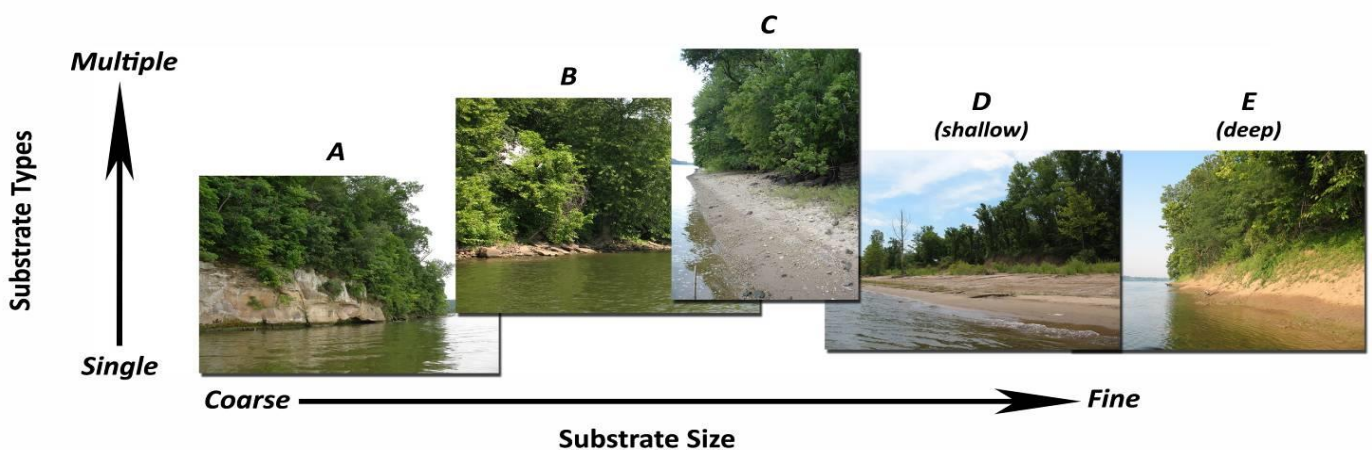 C
Multiple
B
D
(shallow)
E
(deep)
A
Substrate Types
Single
Coarse
Fine
Substrate Size